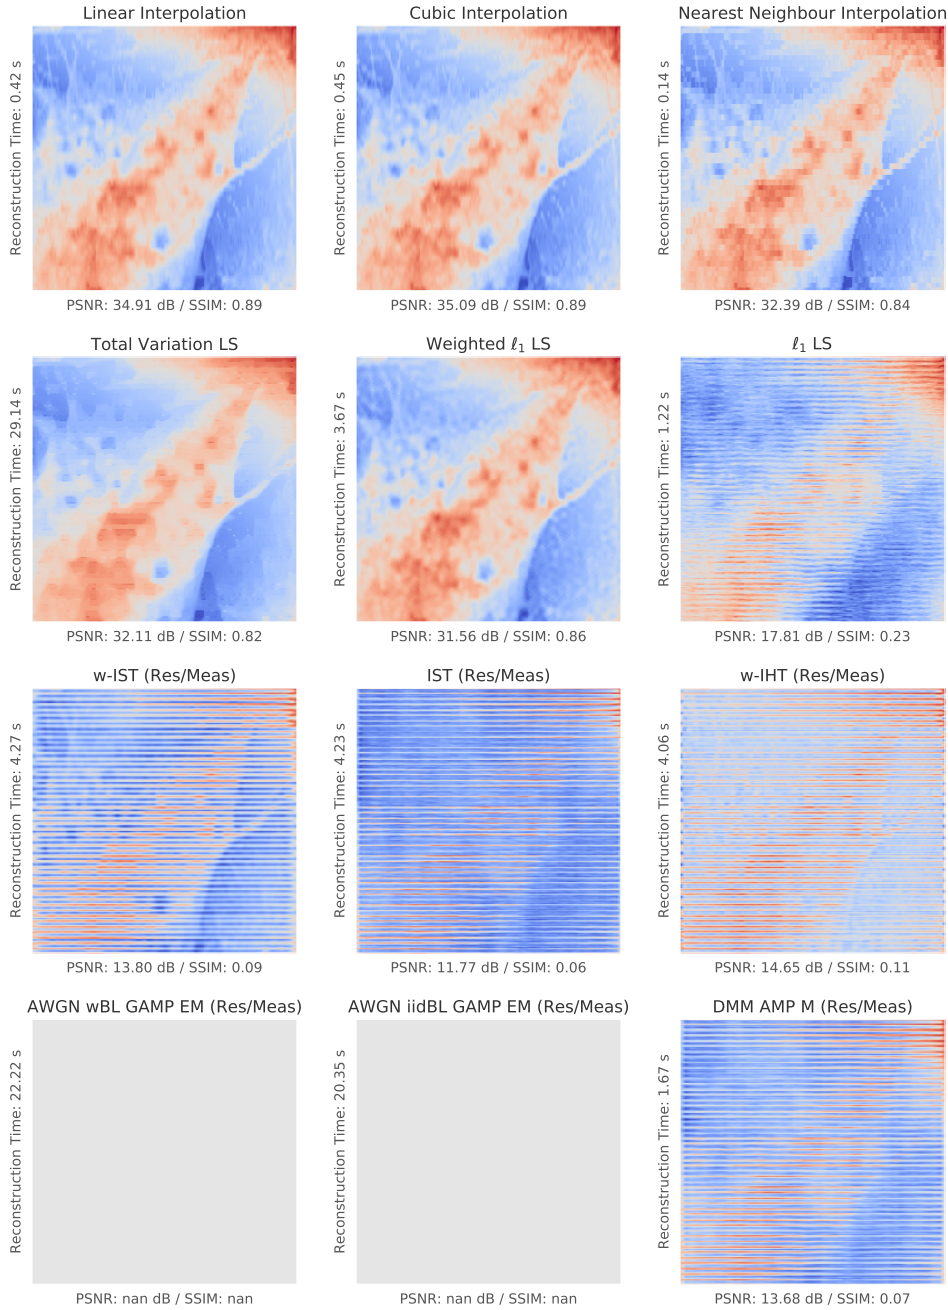 Linear Interpolation
Reconstruction Time: 0.42 s
PSNR: 34.91 dB / SSIM: 0.89
Cubic Interpolation
Reconstruction Time: 0.45 s
PSNR: 35.09 dB / SSIM: 0.89
Nearest Neighbour Interpolation
Reconstruction Time: 0.14 s
PSNR: 32.39 dB / SSIM: 0.84
Total Variation LS
Reconstruction Time: 29.14 s
PSNR: 32.11 dB / SSIM: 0.82
Weighted ℓ₁ LS
Reconstruction Time: 3.67 s
PSNR: 31.56 dB / SSIM: 0.86
ℓ₁ LS
Reconstruction Time: 1.22 s
PSNR: 17.81 dB / SSIM: 0.23
w-IST (Res/Meas)
Reconstruction Time: 4.27 s
PSNR: 13.80 dB / SSIM: 0.09
IST (Res/Meas)
Reconstruction Time: 4.23 s
PSNR: 11.77 dB / SSIM: 0.06
w-IHT (Res/Meas)
Reconstruction Time: 4.06 s
PSNR: 14.65 dB / SSIM: 0.11
AWGN wBL GAMP EM (Res/Meas)
Reconstruction Time: 22.22 s
PSNR: nan dB / SSIM: nan
AWGN iidBL GAMP EM (Res/Meas)
Reconstruction Time: 20.35 s
PSNR: nan dB / SSIM: nan
DMM AMP M (Res/Meas)
Reconstruction Time: 1.67 s
PSNR: 13.68 dB / SSIM: 0.07